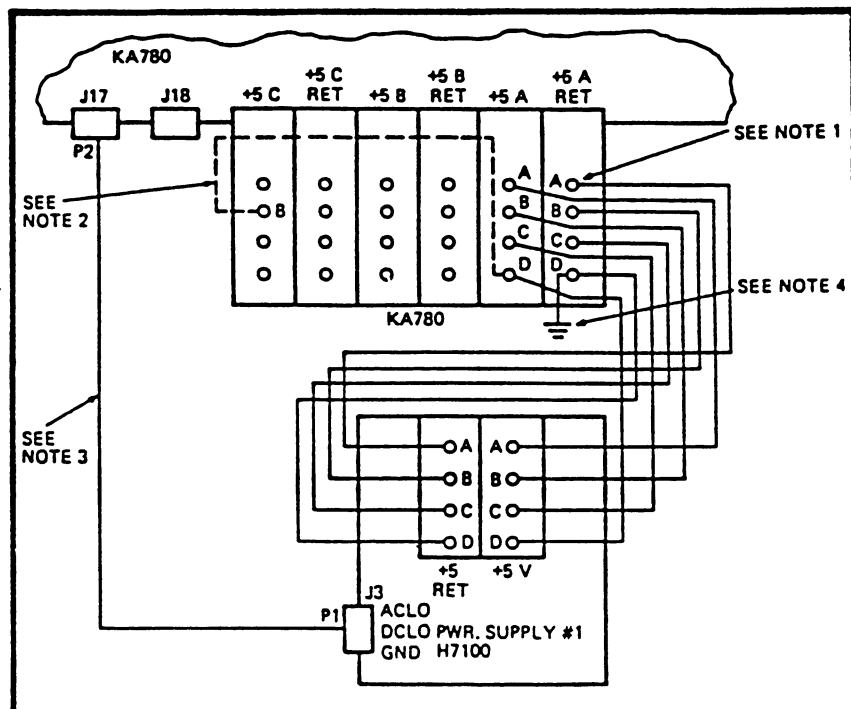 KA780
J17
J18
P2
+5 C
+5 C
RET
+5 B
+5 B
RET
+5 A
+5 A
RET
SEE NOTE 1
SEE
NOTE 2
B
A
B
C
D
A
B
C
D
KA780
SEE NOTE 4
SEE
NOTE 3
A
B
C
D
A
B
C
D
+5
RET
+5 V
J3
P1
ACLO
DCLO PWR. SUPPLY #1
GND H7100